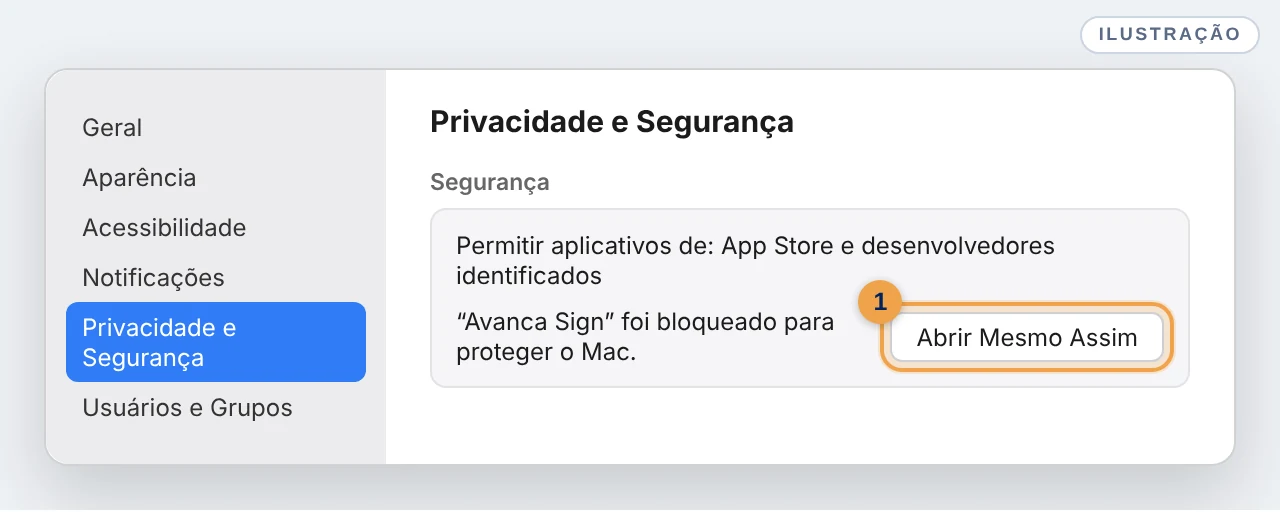 ILUSTRAÇÃO
Geral
Aparência
Acessibilidade
Notificações
Privacidade e
Segurança
Usuários e Grupos
Privacidade e Segurança
Segurança
Permitir aplicativos de: App Store e desenvolvedores
identificados
“Avanca Sign” foi bloqueado para
proteger o Mac.
1
Abrir Mesmo Assim